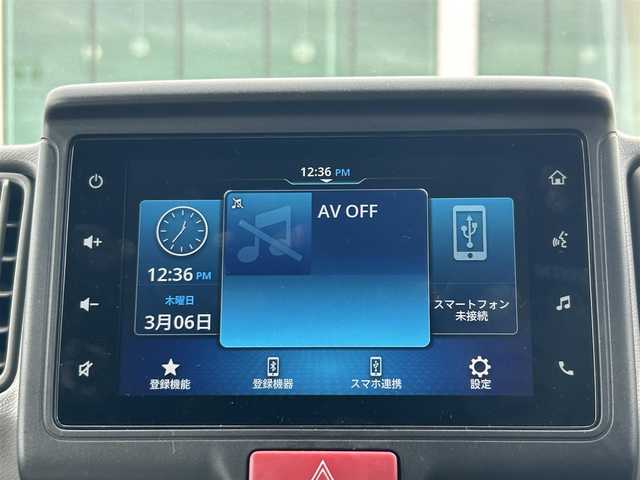 12:36 PM
AV OFF
12:36 PM
木曜日
3月06日
スマートフォン
未接続
登録機能
登録機器
スマホ連携
設定